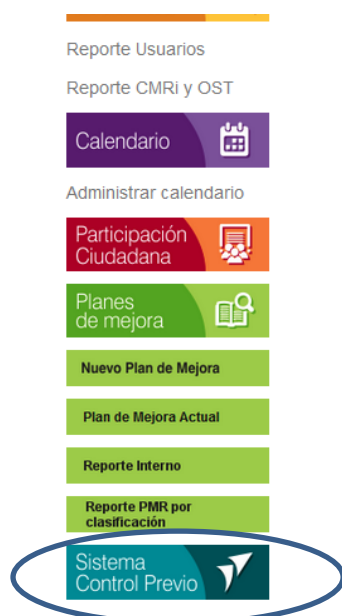 Reporte Usuarios
Reporte CMRi y OST
Calendario
Administrar calendario
Participación
Ciudadana
Planes
de mejora
Nuevo Plan de Mejora
Plan de Mejora Actual
Reporte Interno
Reporte PMR por
clasificación
Sistema
Control Previo